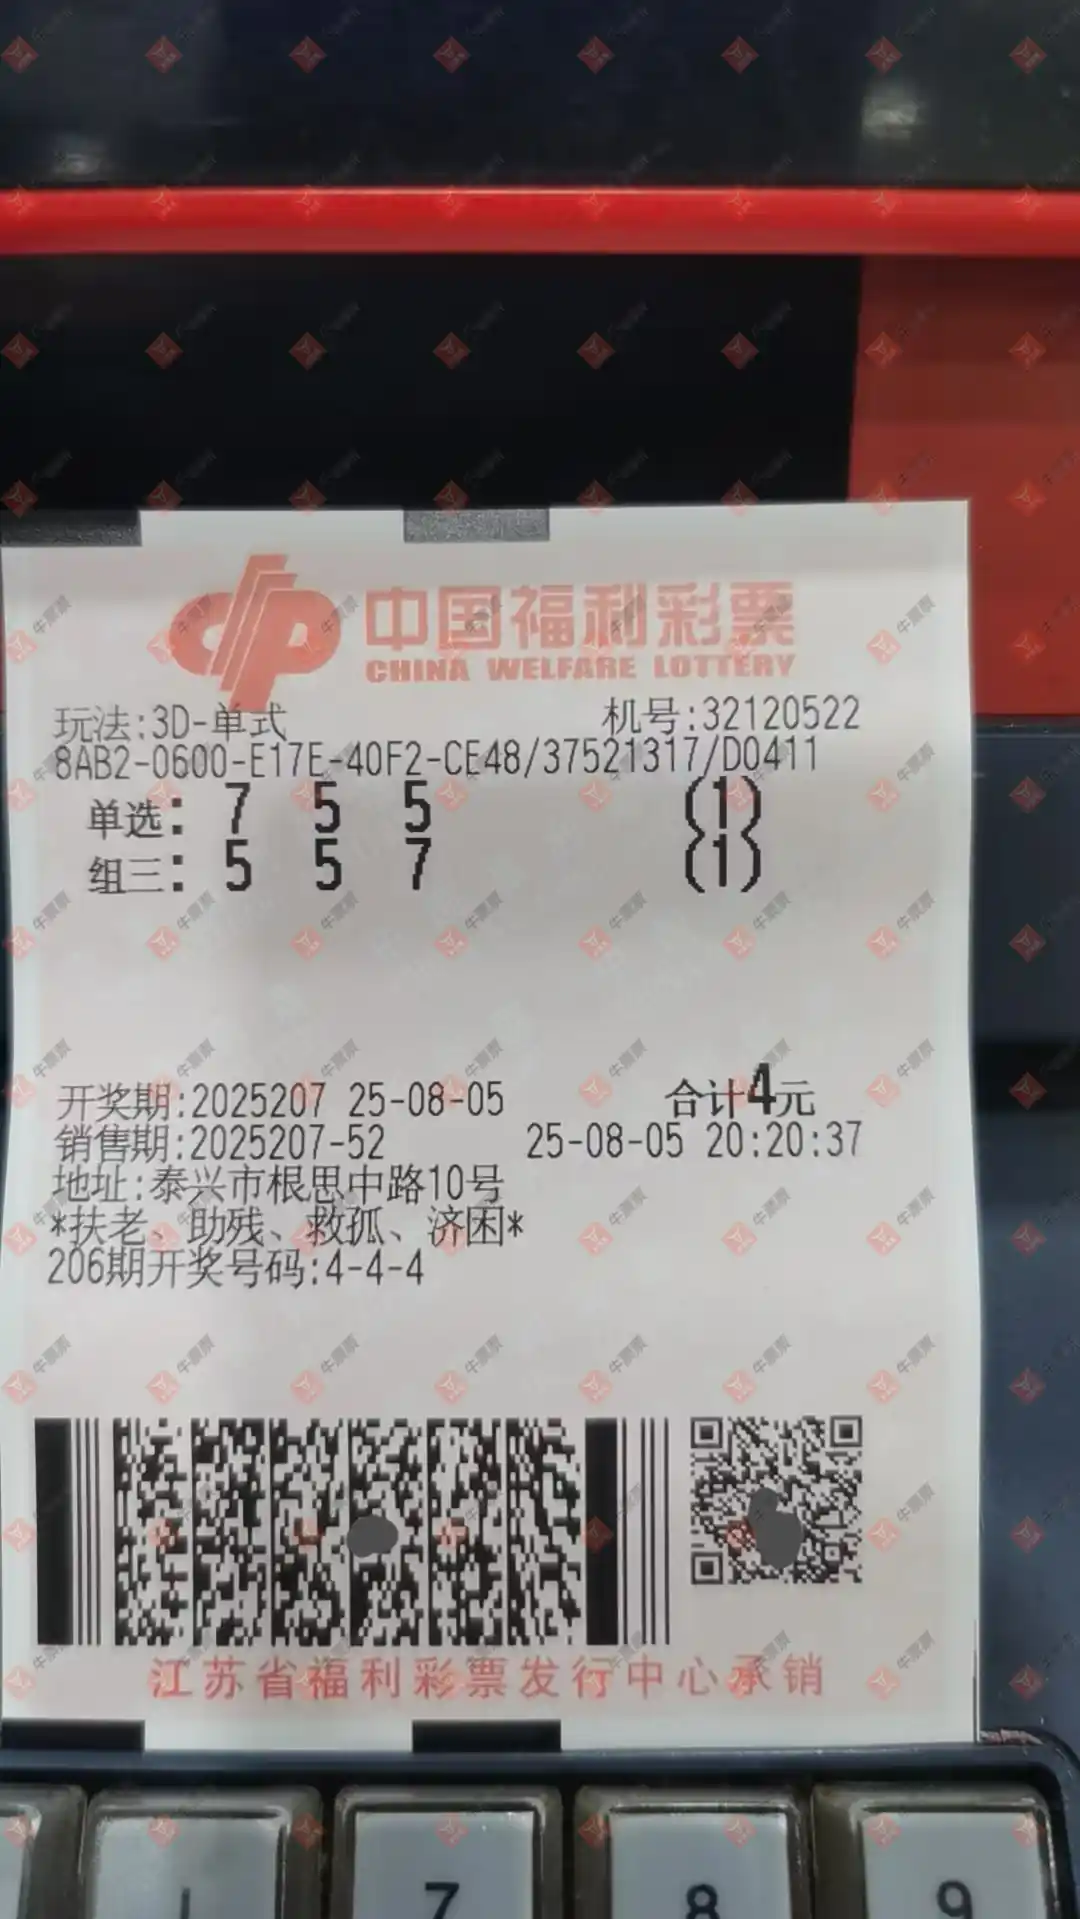 中国福利彩票
CHINA WELFARE LOTTERY
玩法:3D-单式 机号:32120522
8AB2-0600-E17E-40F2-CE48/37521317/D0411
单选: 7 5 5 (1)
组三: 5 5 7 (1)
开奖期:2025207 25-08-05 合计4元
销售期:2025207-52 25-08-05 20:20:37
地址:泰兴市根思中路10号
*扶老、助残、救孤、济困*
206期开奖号码:4-4-4
江苏省福利彩票发行中心承销
7 8 9
牛票票